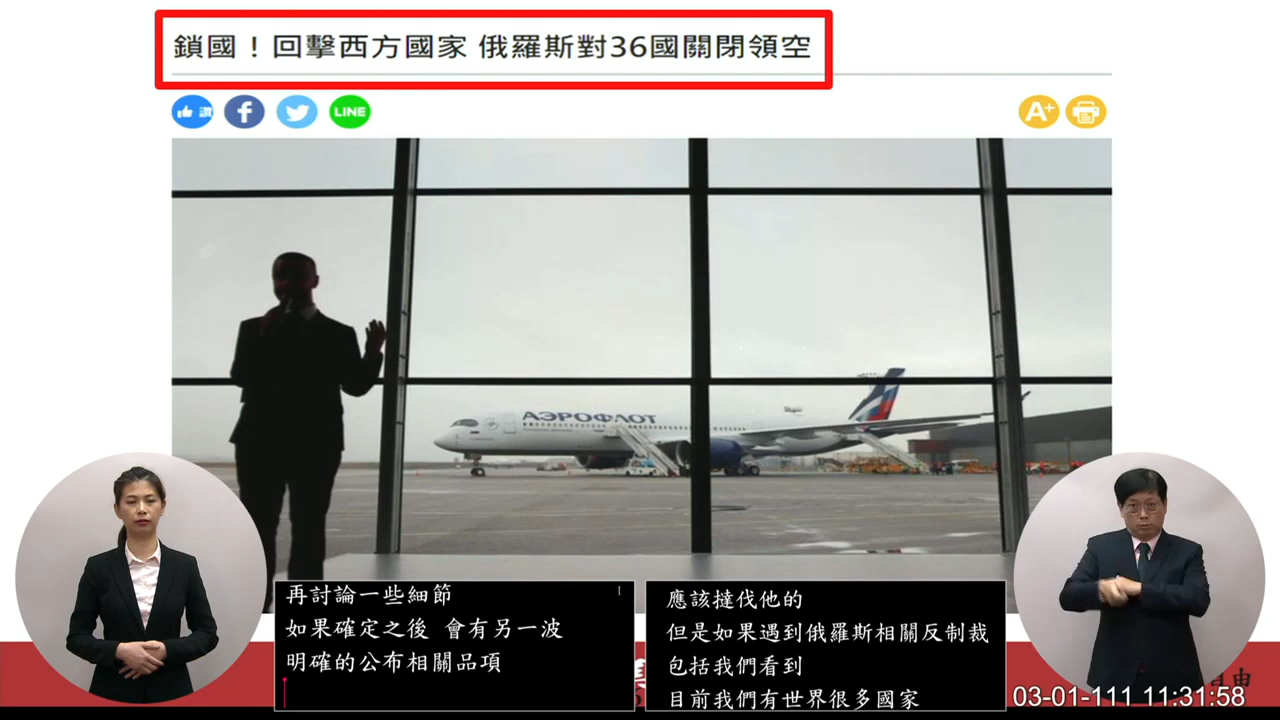 鎖國！回擊西方國家 俄羅斯對36國關閉領空
讚
f
LINE
A+
АЭРОФЛОТ
再討論一些細節
如果確定之後 會有另一波
明確的公布相關品項
應該撻伐他的
但是如果遇到俄羅斯相關反制裁
包括我們看到
目前我們有世界很多國家
03-01-111 11:31:58